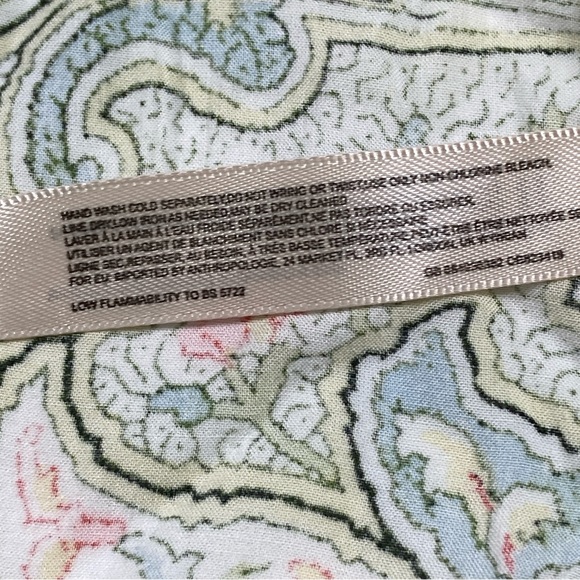 HAND WASH COLD SEPARATELY,DO NOT WRING OR TWIST,USE ONLY NON-CHLORINE BLEACH,
LINE DRY,LOW IRON AS NEEDED,MAY BE DRY CLEANED
LAVER À LA MAIN À L'EAU FROIDE SÉPARÉMENT,NE PAS TORDRE OU ESSORER,
UTILISER UN AGENT DE BLANCHIMENT SANS CHLORE SI NÉCESSAIRE,
LIGNE SEC,REPASSER, AU BESOIN, À TRÈS BASSE TEMPÉRATURE, PEUT-ÊTRE ÊTRE NETTOYÉE
FOR EU: IMPORTED BY ANTHROPOLOGIE, 24 MARKET PL, 3RD FL, LONDON, UK
LOW FLAMMABILITY TO BS 5722